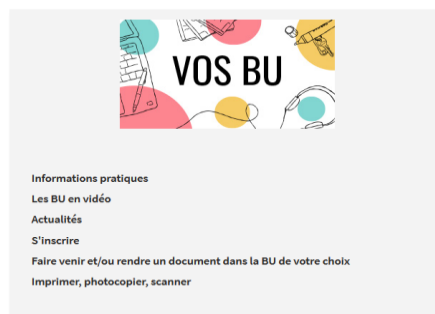 VOS BU
Informations pratiques
Les BU en vidéo
Actualités
S'inscrire
Faire venir et/ou rendre un document dans la BU de votre choix
Imprimer, photocopier, scanner